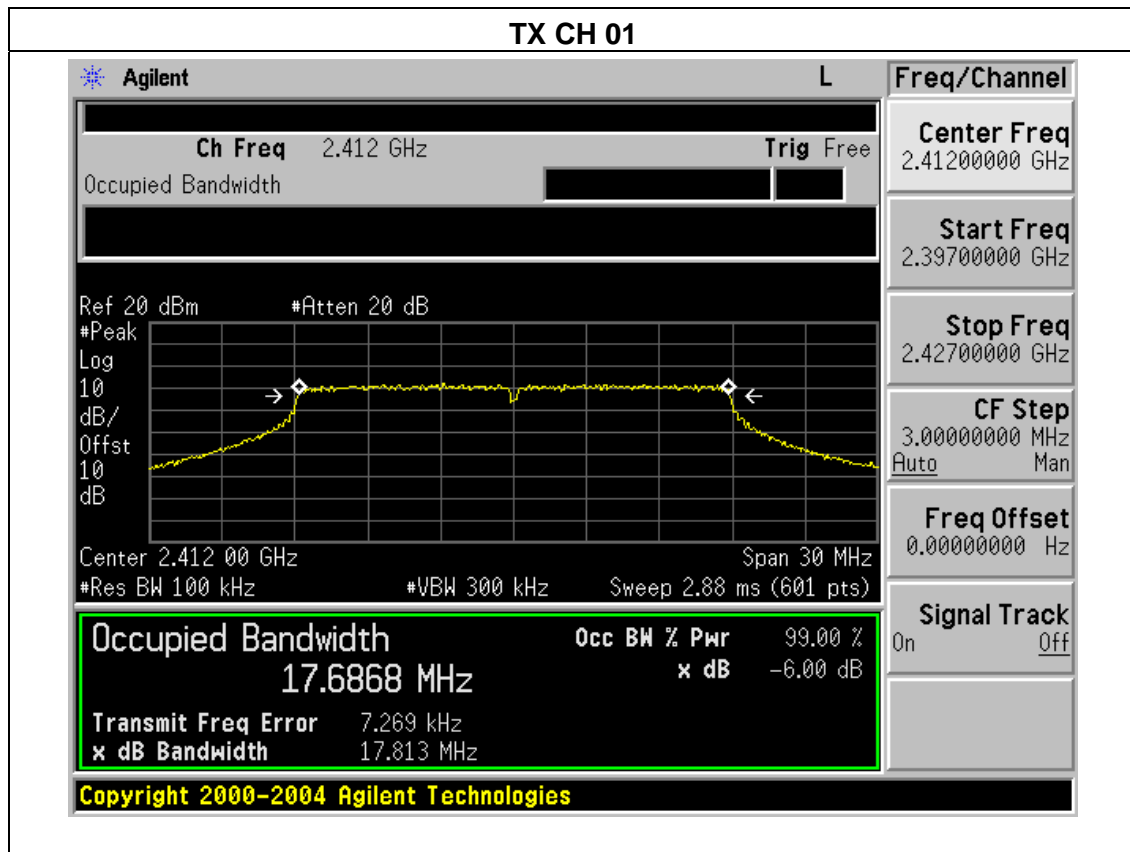 TX CH 01
Agilent L Freq/Channel
Ch Freq 2.412 GHz Trig Free
Occupied Bandwidth
Center Freq
2.41200000 GHz
Start Freq
2.39700000 GHz
Stop Freq
2.42700000 GHz
CF Step
3.00000000 MHz
Auto Man
Freq Offset
0.00000000 Hz
Signal Track
On Off
Ref 20 dBm #Atten 20 dB
#Peak
Log
10
dB/
Offst
10
dB
Center 2.412 00 GHz Span 30 MHz
#Res BW 100 kHz #VBW 300 kHz Sweep 2.88 ms (601 pts)
Occupied Bandwidth Occ BW % Pwr 99.00 %
17.6868 MHz x dB -6.00 dB
Transmit Freq Error 7.269 kHz
x dB Bandwidth 17.813 MHz
Copyright 2000-2004 Agilent Technologies